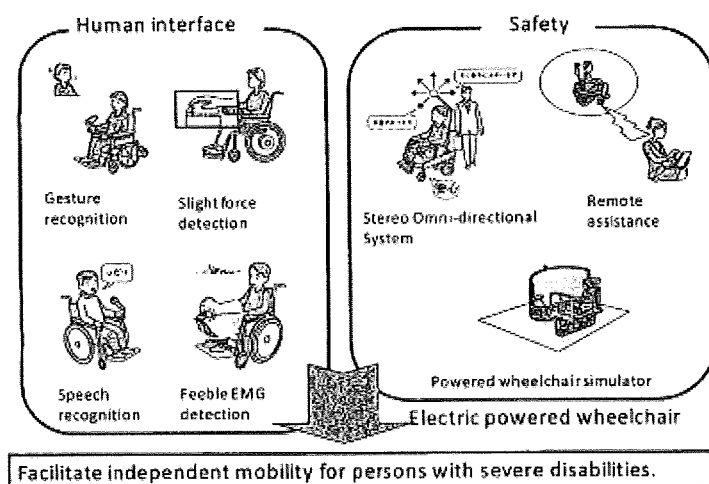 Human interface
Safety
Gesture
recognition
Slight force
detection
Stereo Omni-directional
System
Remote
assistance
Speech
recognition
Feeble EMG
detection
Powered wheelchair simulator
Electric powered wheelchair
Facilitate independent mobility for persons with severe disabilities.